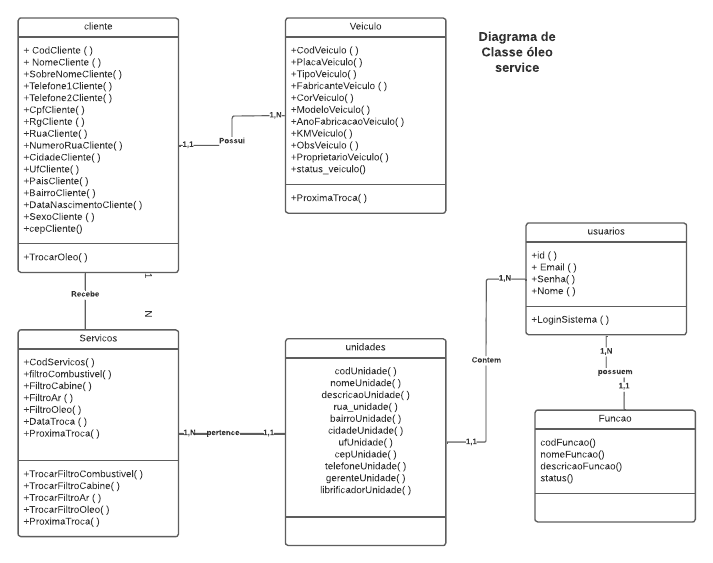 cliente
+ CodCliente ( )
+ NomeCliente ( )
+SobreNomeCliente( )
+Telefone1Cliente( )
+Telefone2Cliente( )
+CpfCliente( )
+RgCliente ( )
+RuaCliente( )
+NumeroRuaCliente( )
+CidadeCliente( )
+UfCliente( )
+PaisCliente( )
+BairroCliente( )
+DataNascimentoCliente( )
+SexoCliente ( )
+cepCliente()
+TrocarOleo( )
1,1
Possui
1,N
Veiculo
+CodVeiculo ( )
+PlacaVeiculo( )
+TipoVeiculo( )
+FabricanteVeiculo ( )
+CorVeiculo( )
+ModeloVeiculo( )
+AnoFabricacaoVeiculo( )
+KMVeiculo( )
+ObsVeiculo ( )
+ProprietarioVeiculo( )
+status_veiculo()
+ProximaTroca( )
Diagrama de
Classe óleo
service
1
Recebe
N
Servicos
+CodServicos( )
+filtroCombustivel( )
+FiltroCabine( )
+FiltroAr ( )
+FiltroOleo( )
+DataTroca ( )
+ProximaTroca( )
+TrocarFiltroCombustivel( )
+TrocarFiltroCabine( )
+TrocarFiltroAr ( )
+TrocarFiltroOleo( )
+ProximaTroca( )
1,N
pertence
1,1
unidades
codUnidade( )
nomeUnidade( )
descricaoUnidade( )
rua_unidade( )
bairroUnidade( )
cidadeUnidade( )
ufUnidade( )
cepUnidade( )
telefoneUnidade( )
gerenteUnidade( )
librificadorUnidade( )
1,1
Contem
1,N
usuarios
+id ( )
+ Email ( )
+Senha( )
+Nome ( )
+LoginSistema ( )
1,N
possuem
1,1
Funcao
codFuncao()
nomeFuncao()
descricaoFuncao()
status()